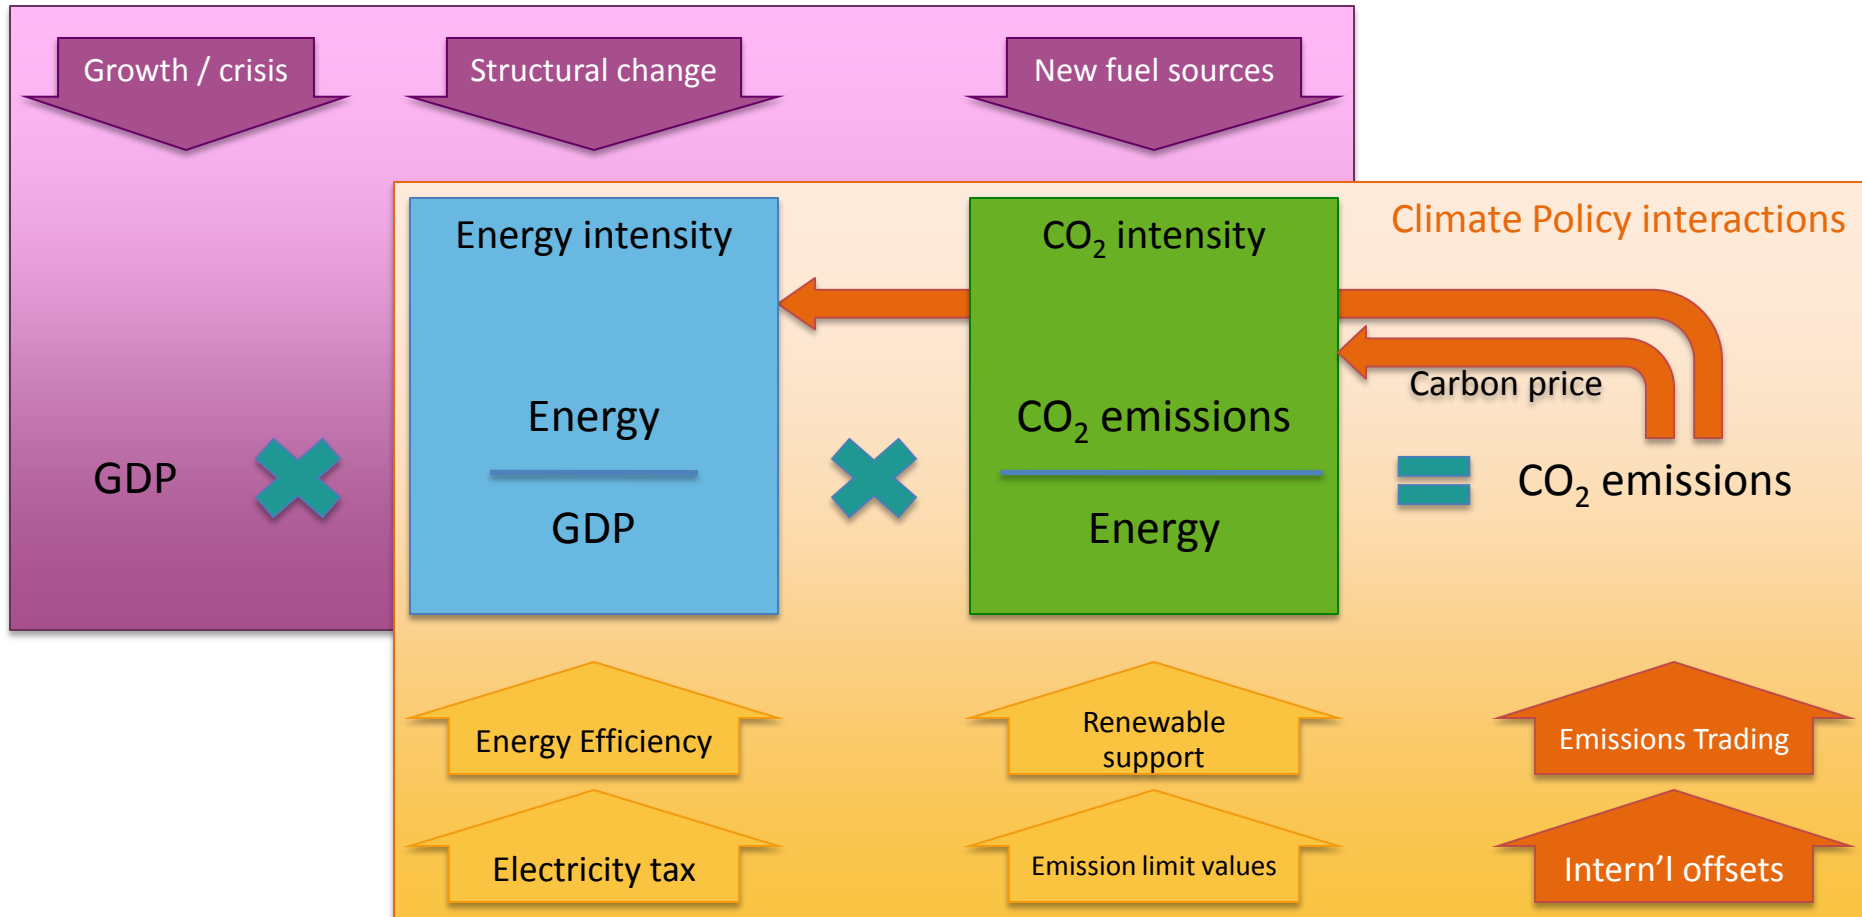 Growth / crisis
Structural change
New fuel sources
Climate Policy interactions
Energy intensity
CO₂ intensity
Carbon price
Energy
CO₂ emissions
GDP
CO₂ emissions
GDP
Energy
Energy Efficiency
Renewable
support
Emissions Trading
Electricity tax
Emission limit values
Intern’l offsets